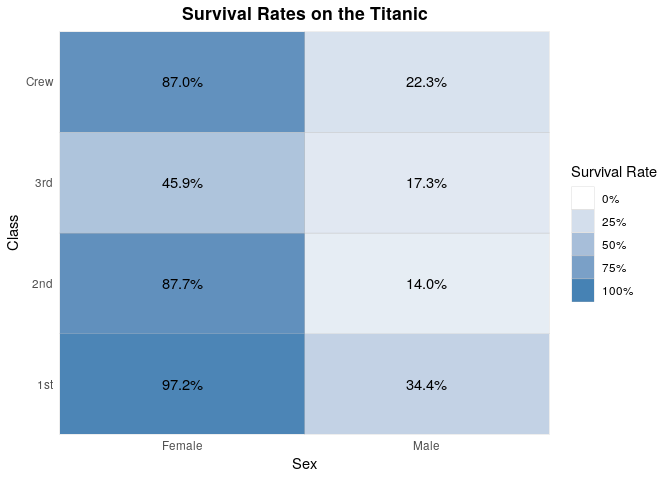 Survival Rates on the Titanic
Class
Crew 87.0% 22.3%
3rd 45.9% 17.3%
2nd 87.7% 14.0%
1st 97.2% 34.4%
Female Male
Sex
Survival Rate
0%
25%
50%
75%
100%